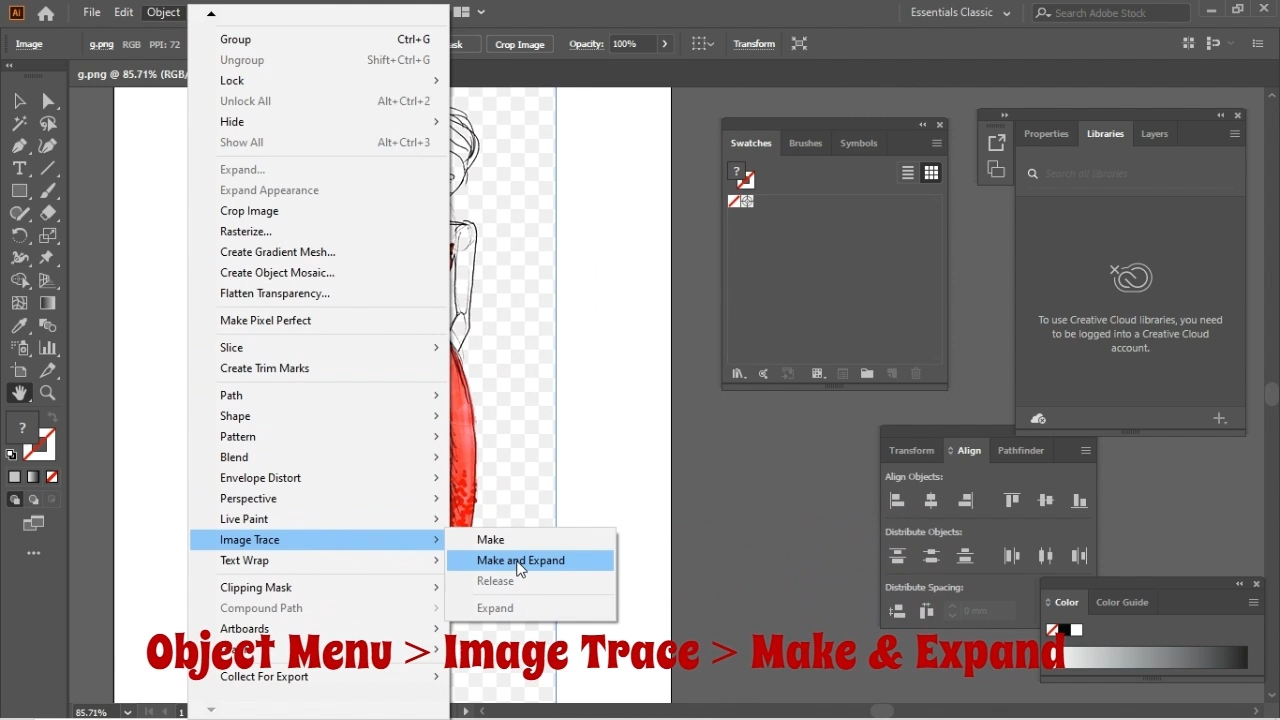 Ai File Edit Object Essentials Classic Search Adobe Stock
Image g.png RGB PPI: 72 Crop Image Opacity: 100% Transform
g.png @ 85.71% (RGB/
Group Ctrl+G
Ungroup Shift+Ctrl+G
Lock
Unlock All Alt+Ctrl+2
Hide
Show All Alt+Ctrl+3
Expand...
Expand Appearance
Crop Image
Rasterize...
Create Gradient Mesh...
Create Object Mosaic...
Flatten Transparency...
Make Pixel Perfect
Slice
Create Trim Marks
Path
Shape
Pattern
Blend
Envelope Distort
Perspective
Live Paint
Image Trace
Text Wrap
Clipping Mask
Compound Path
Artboards
Collect For Export
Make
Make and Expand
Release
Expand
Swatches Brushes Symbols
?
Properties Libraries Layers
Search all libraries
To use Creative Cloud libraries, you need
to be logged into a Creative Cloud
account.
Transform Align Pathfinder
Align Objects:
Distribute Objects:
Distribute Spacing:
0 mm
Color Color Guide
?
Object Menu > Image Trace > Make & Expand
85.71% 1